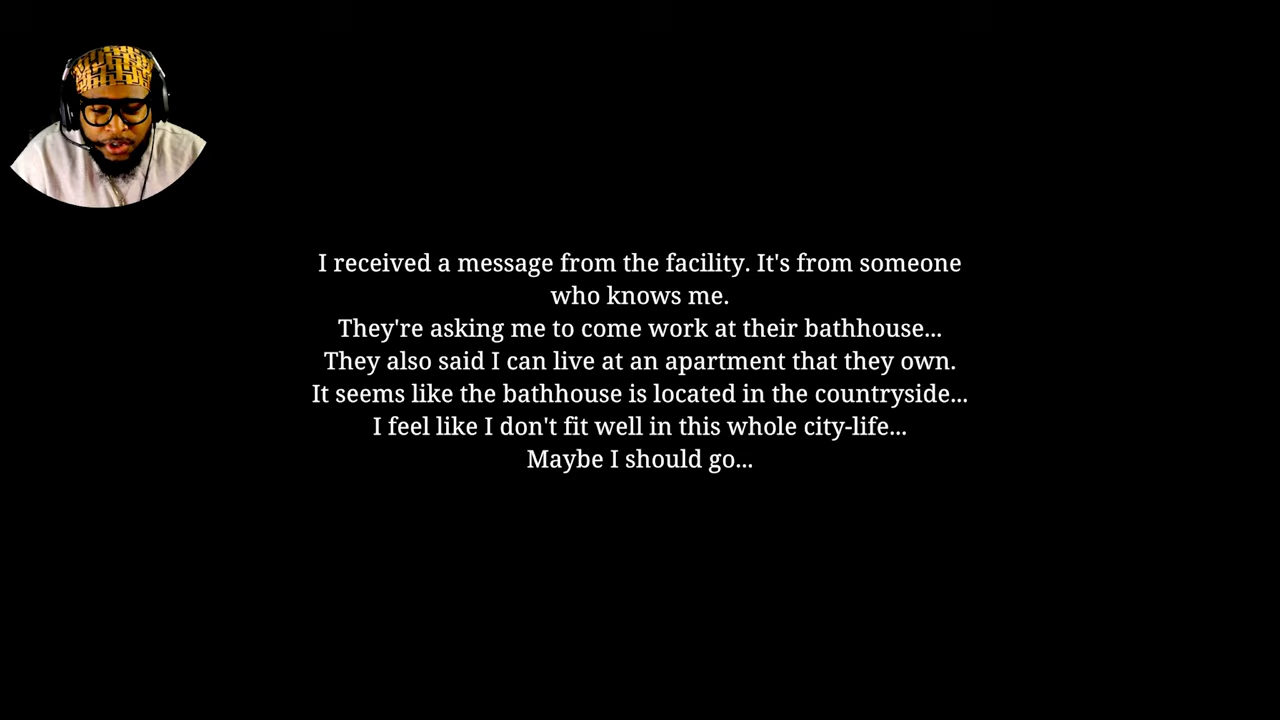 I received a message from the facility. It's from someone
who knows me.
They're asking me to come work at their bathhouse...
They also said I can live at an apartment that they own.
It seems like the bathhouse is located in the countryside...
I feel like I don't fit well in this whole city-life...
Maybe I should go...